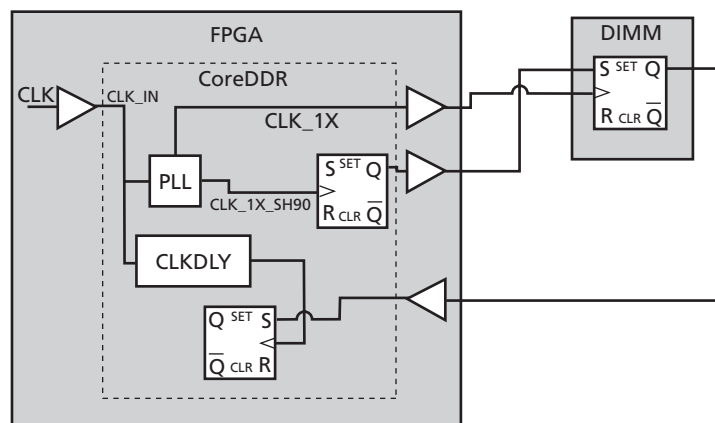 FPGA
DIMM
CoreDDR
CLK
CLK_IN
CLK_1X
S SET Q
R CLR Q̅
PLL
CLK_1X_SH90
S SET Q
R CLR Q̅
CLKDLY
Q SET S
Q̅ CLR R